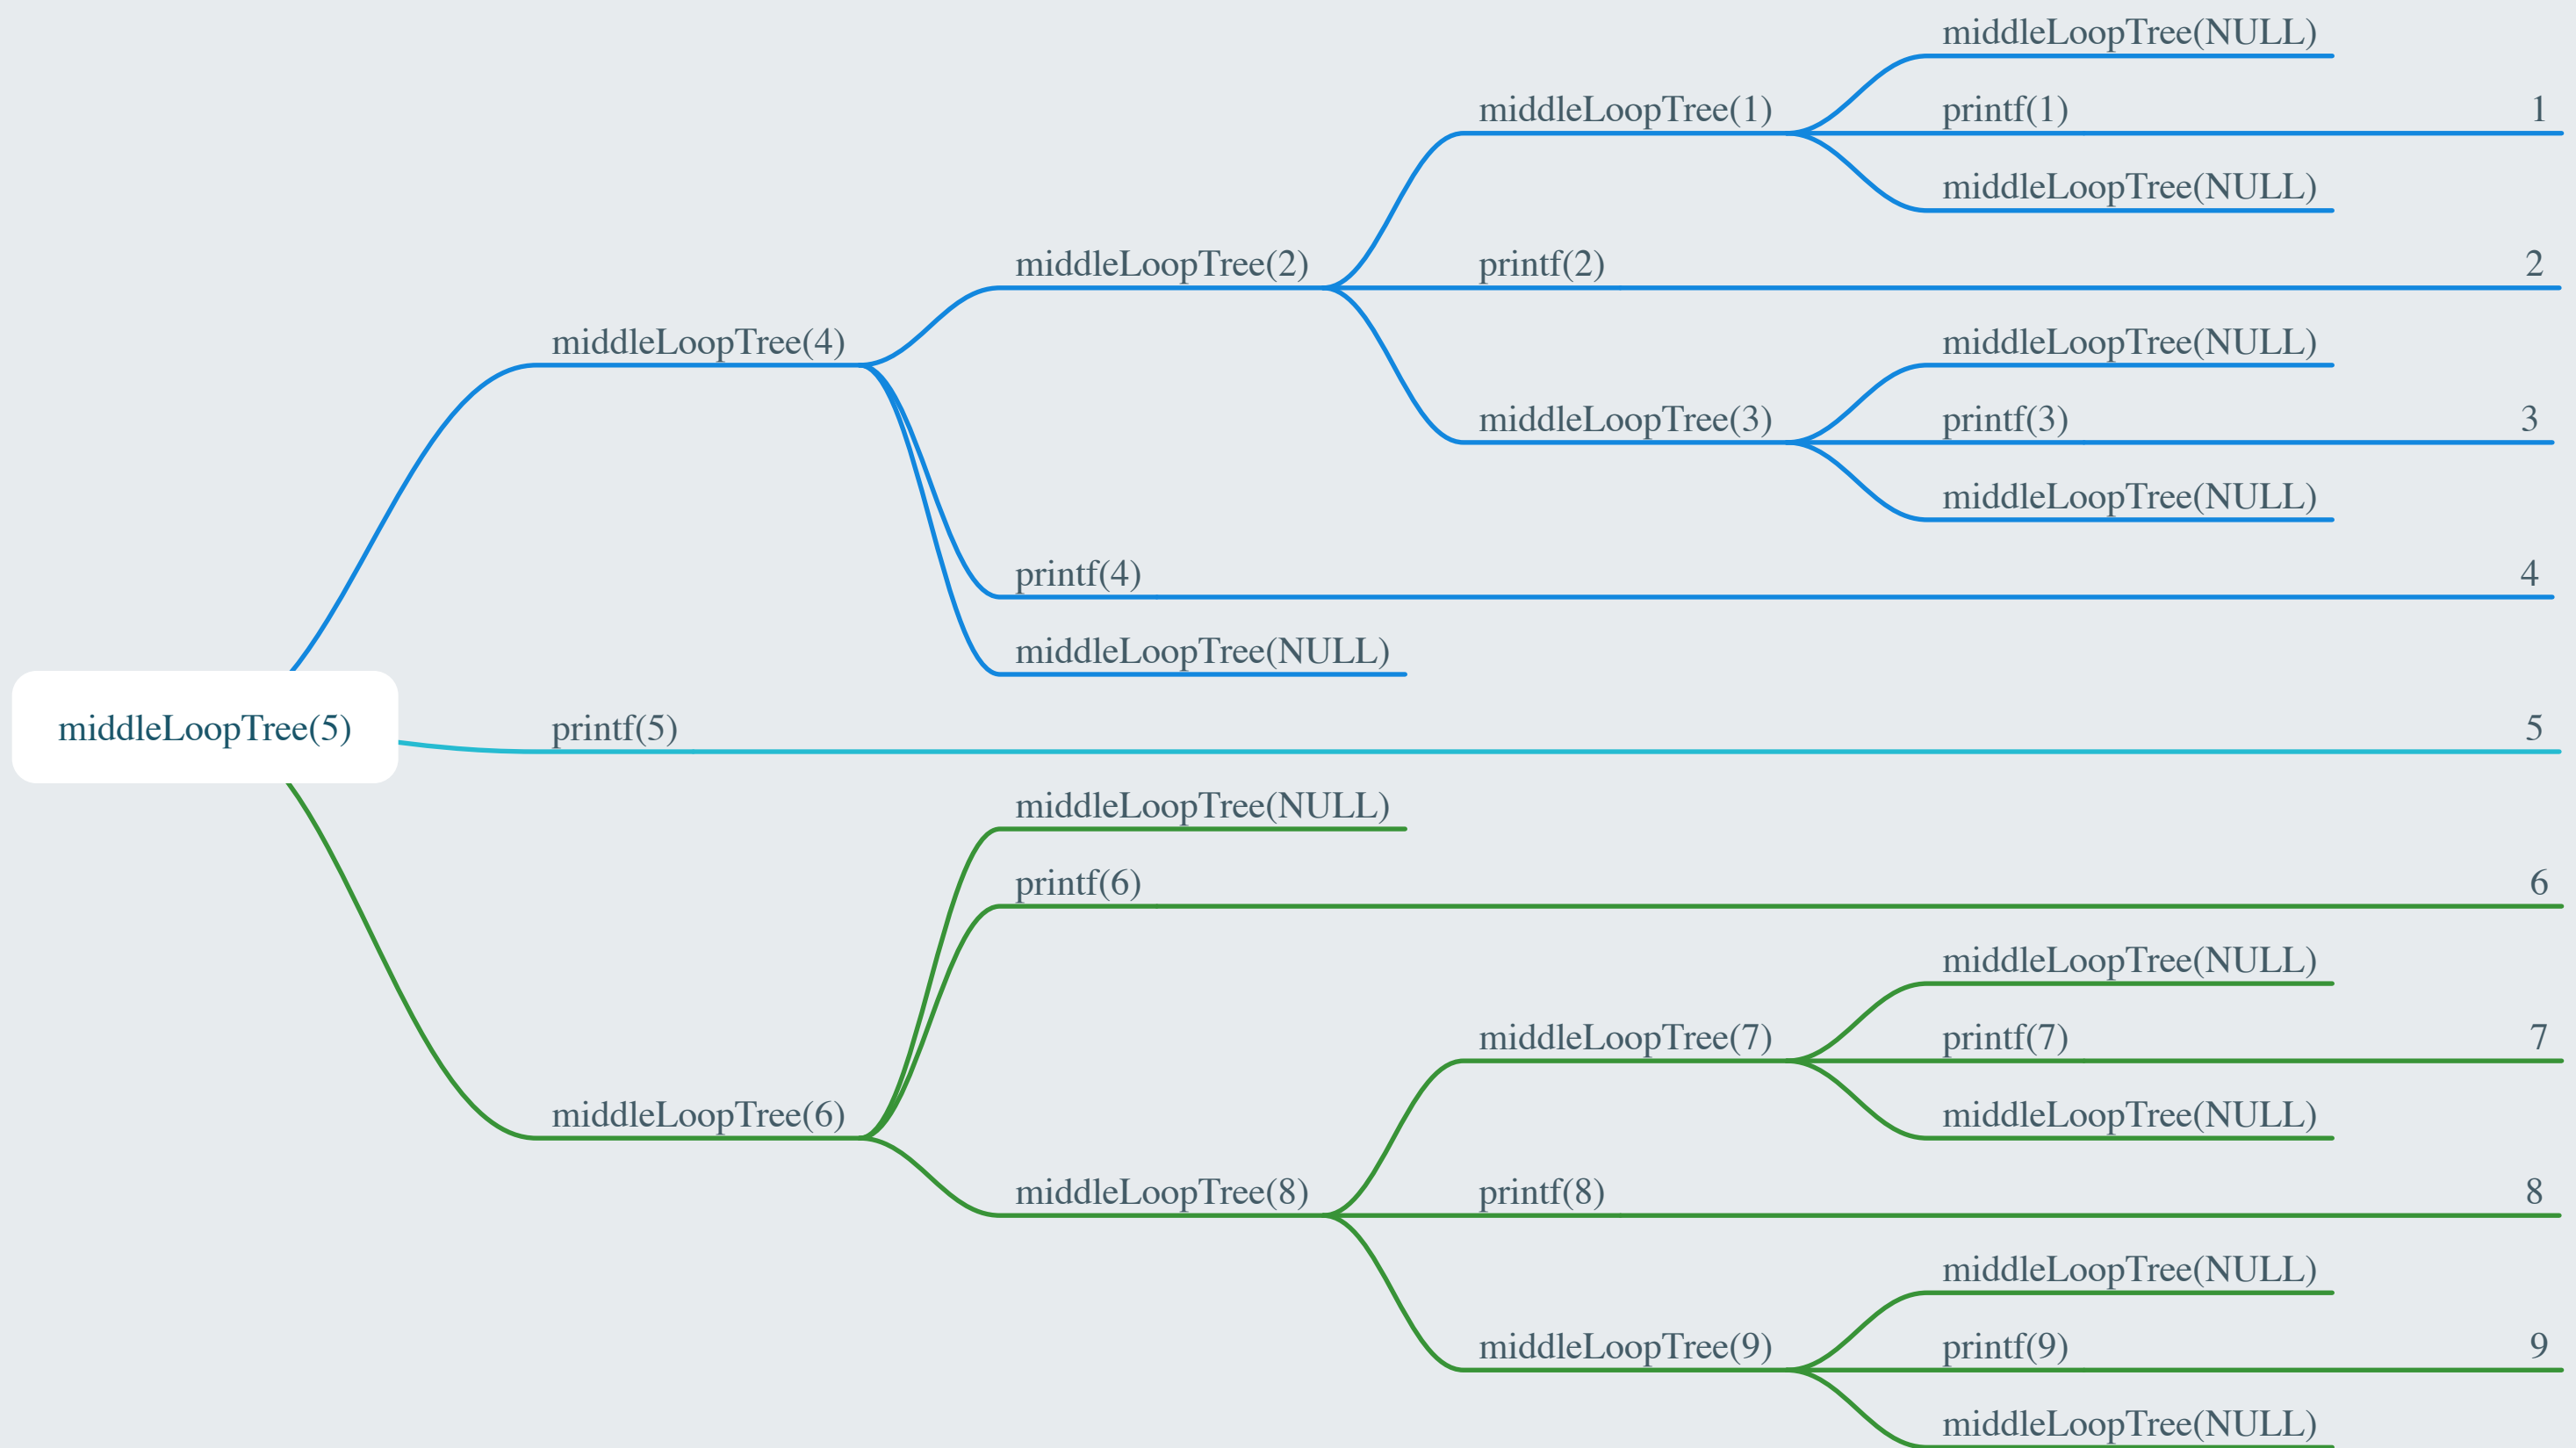 middleLoopTree(NULL)
middleLoopTree(1)
printf(1)
1
middleLoopTree(NULL)
middleLoopTree(2)
printf(2)
2
middleLoopTree(4)
middleLoopTree(NULL)
middleLoopTree(3)
printf(3)
3
middleLoopTree(NULL)
printf(4)
4
middleLoopTree(NULL)
middleLoopTree(5)
printf(5)
5
middleLoopTree(NULL)
printf(6)
6
middleLoopTree(NULL)
middleLoopTree(7)
printf(7)
7
middleLoopTree(6)
middleLoopTree(NULL)
middleLoopTree(8)
printf(8)
8
middleLoopTree(NULL)
middleLoopTree(9)
printf(9)
9
middleLoopTree(NULL)